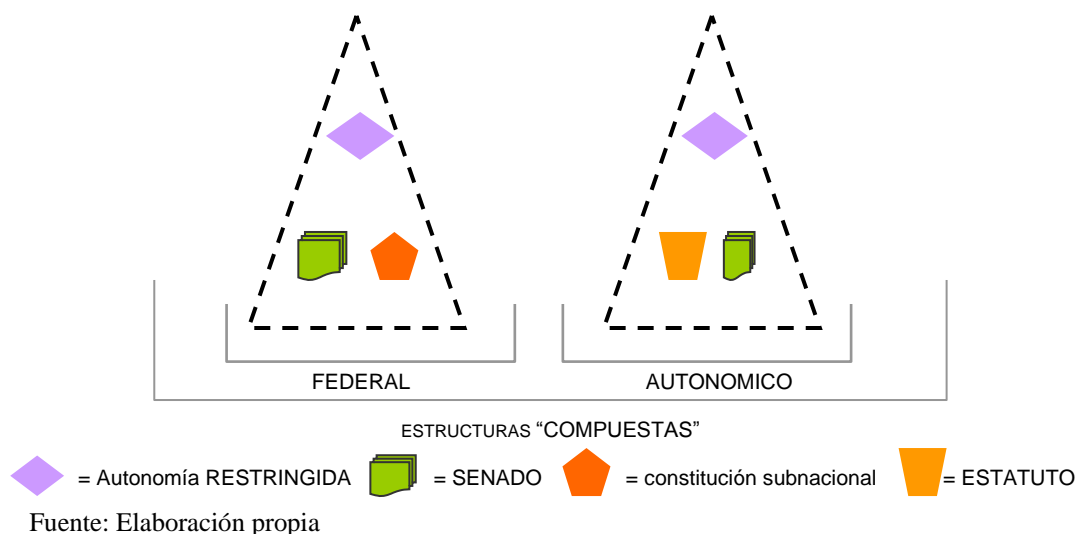 FEDERAL
AUTONOMICO
ESTRUCTURAS “COMPUESTAS”
= Autonomía RESTRINGIDA = SENADO = constitución subnacional = ESTATUTO
Fuente: Elaboración propia